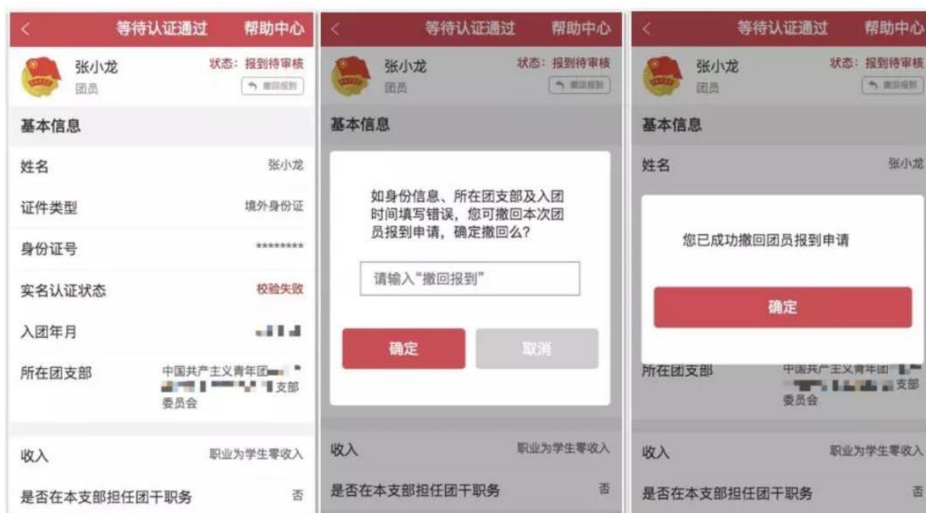 等待认证通过 帮助中心
张小龙 状态：报到待审核
团员 撤回报到
基本信息
姓名 张小龙
证件类型 境外身份证
身份证号 ********
实名认证状态 校验失败
入团年月
所在团支部 中国共产主义青年团
支部
委员会
收入 职业为学生零收入
是否在本支部担任团干职务 否
等待认证通过 帮助中心
张小龙 状态：报到待审核
团员 撤回报到
基本信息
如身份信息、所在团支部及入团
时间填写错误，您可撤回本次团
员报到申请，确定撤回么？
请输入“撤回报到”
确定 取消
收入 职业为学生零收入
是否在本支部担任团干职务 否
等待认证通过 帮助中心
张小龙 状态：报到待审核
团员 撤回报到
基本信息
姓名 张小龙
您已成功撤回团员报到申请
确定
所在团支部 中国共产主义青年团
支部
委员会
收入 职业为学生零收入
是否在本支部担任团干职务 否